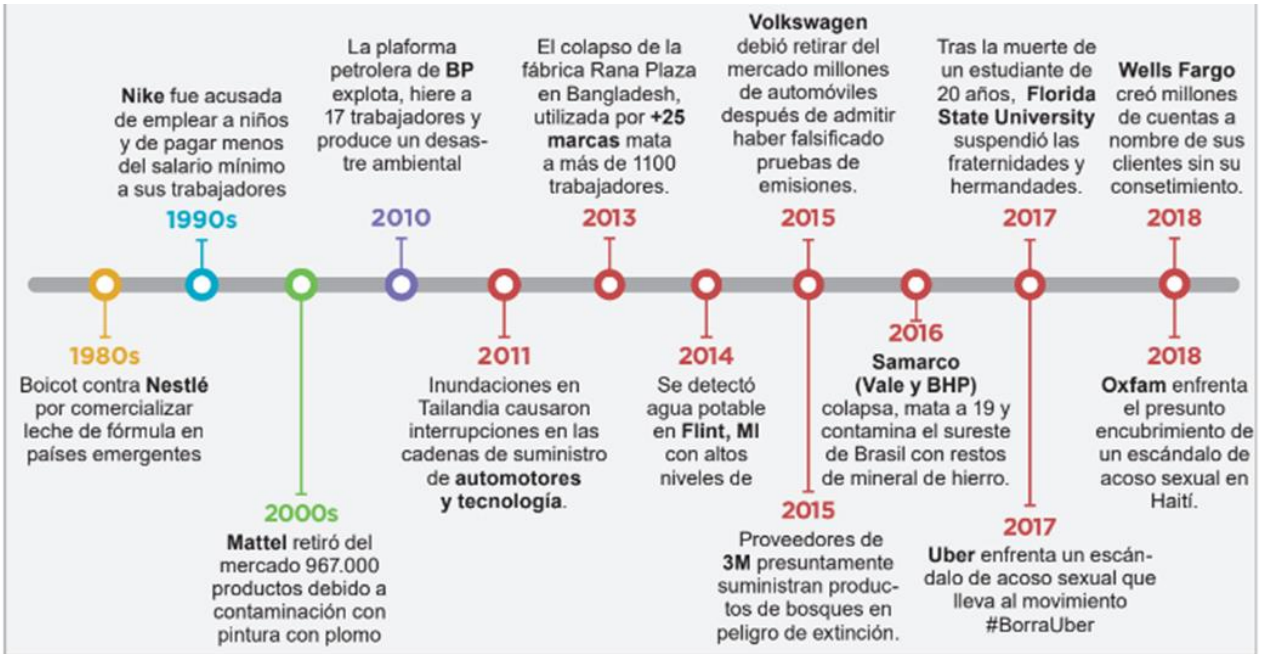 Nike fue acusada
de emplear a niños
y de pagar menos
del salario mínimo
a sus trabajadores
1990s
La plaforma
petrolera de BP
explota, hiere a
17 trabajadores y
produce un desas-
tre ambiental
2010
El colapso de la
fábrica Rana Plaza
en Bangladesh,
utilizada por +25
marcas mata
a más de 1100
trabajadores.
2013
Volkswagen
debió retirar del
mercado millones
de automóviles
después de admitir
haber falsificado
pruebas de
emisiones.
2015
Tras la muerte de
un estudiante de
20 años, Florida
State University
suspendió las
fraternidades y
hermandades.
2017
Wells Fargo
creó millones
de cuentas a
nombre de sus
clientes sin su
consetimiento.
2018
1980s
Boicot contra Nestlé
por comercializar
leche de fórmula en
países emergentes
2000s
Mattel retiró del
mercado 967.000
productos debido a
contaminación con
pintura con plomo
2011
Inundaciones en
Tailandia causaron
interrupciones en las
cadenas de suministro
de automotores
y tecnología.
2014
Se detectó
agua potable
en Flint, MI
con altos
niveles de
2015
Proveedores de
3M presuntamente
suministran produc-
tos de bosques en
peligro de extinción.
2016
Samarco
(Vale y BHP)
colapsa, mata a 19 y
contamina el sureste
de Brasil con restos
de mineral de hierro.
2017
Uber enfrenta un escán-
dalo de acoso sexual que
lleva al movimiento
#BorraUber
2018
Oxfam enfrenta
el presunto
encubrimiento de
un escándalo de
acoso sexual en
Haití.